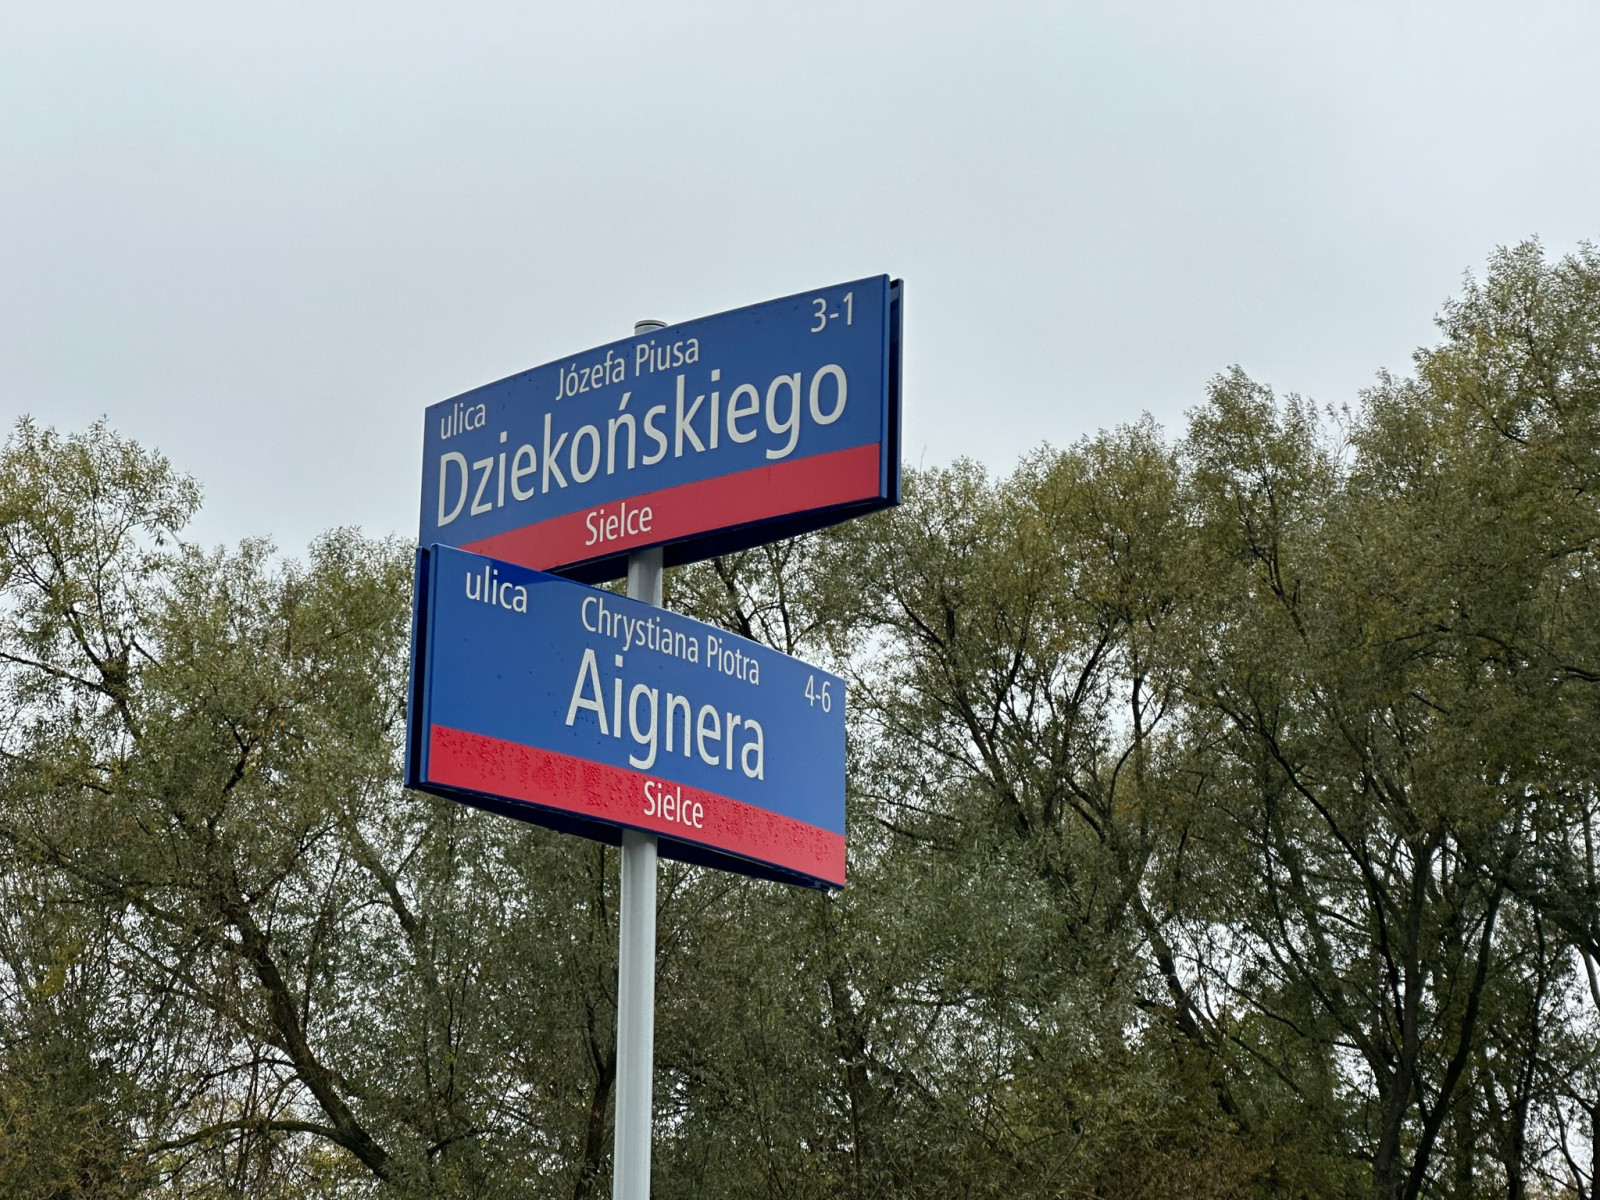 3-1
Józefa Piusa
ulica
Dziekońskiego
Sielce
ulica
Chrystiana Piotra
4-6
Aignera
Sielce